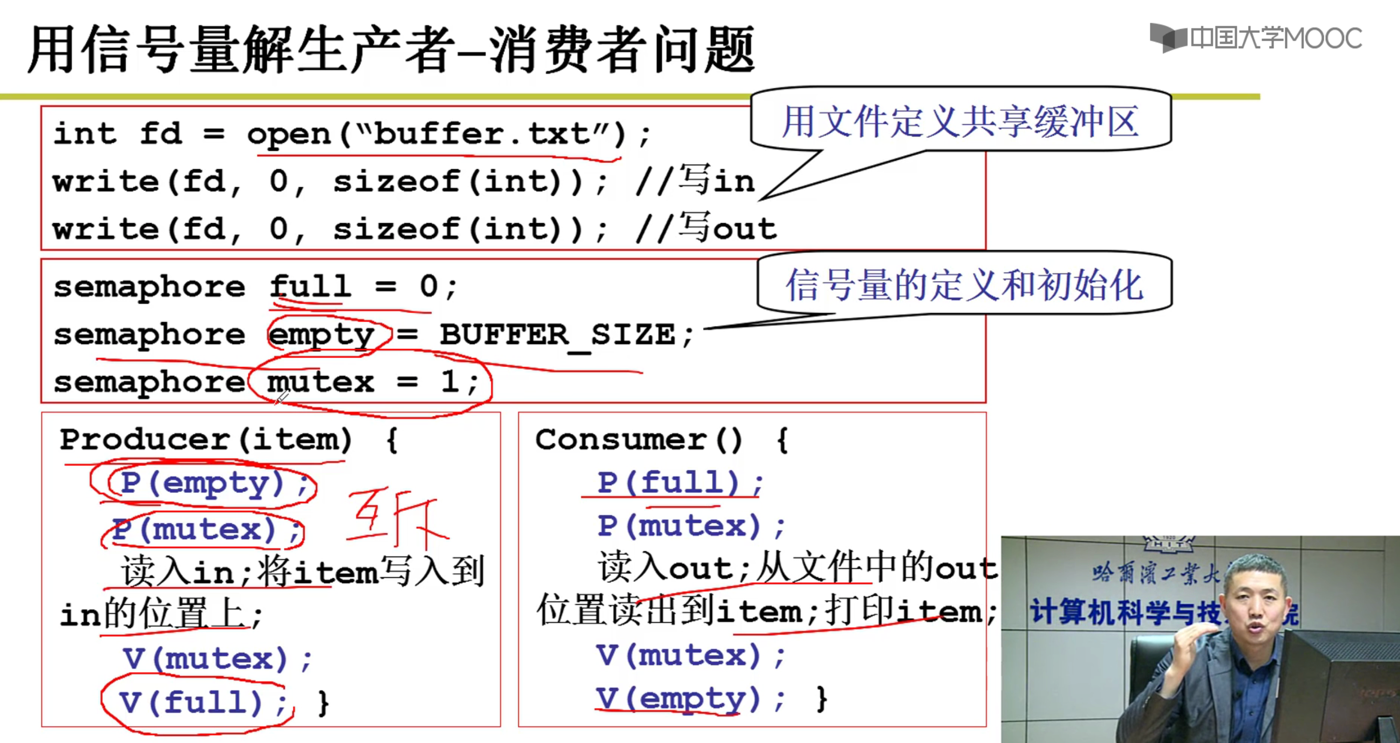 用信号量解生产者–消费者问题
中国大学MOOC
int fd = open(“buffer.txt”);
write(fd, 0, sizeof(int)); //写in
write(fd, 0, sizeof(int)); //写out
用文件定义共享缓冲区
semaphore full = 0;
semaphore empty = BUFFER_SIZE;
semaphore mutex = 1;
信号量的定义和初始化
Producer(item) {
P(empty);
P(mutex);
互斥
读入in;将item写入到
in的位置上;
V(mutex);
V(full); }
Consumer() {
P(full);
P(mutex);
读入out;从文件中的out
位置读出到item;打印item;
V(mutex);
V(empty); }
哈尔滨工业大
计算机科学与技 院